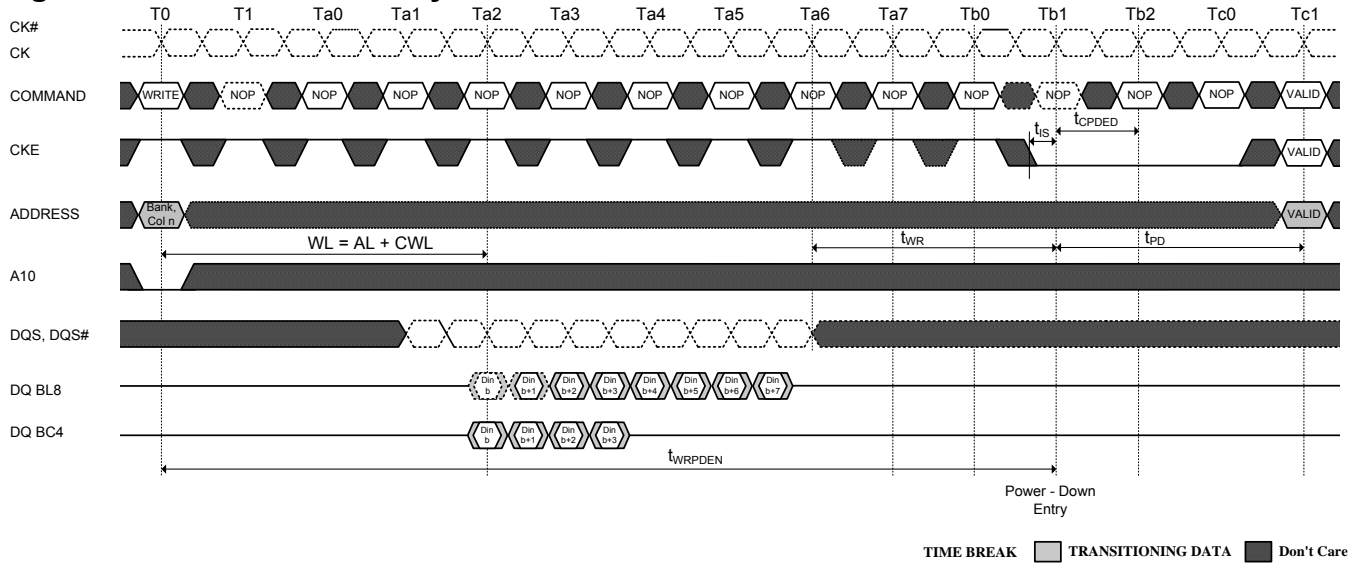 T0 T1 Ta0 Ta1 Ta2 Ta3 Ta4 Ta5 Ta6 Ta7 Tb0 Tb1 Tb2 Tc0 Tc1
CK#
CK
COMMAND WRITE NOP NOP NOP NOP NOP NOP NOP NOP NOP NOP NOP NOP NOP VALID
tIS tCPDED
CKE VALID
ADDRESS Bank, Col n VALID
WL = AL + CWL tWR tPD
A10
DQS, DQS#
DQ BL8 Din b Din b+1 Din b+2 Din b+3 Din b+4 Din b+5 Din b+6 Din b+7
DQ BC4 Din b Din b+1 Din b+2 Din b+3
tWRPDEN
Power - Down
Entry
TIME BREAK TRANSITIONING DATA Don't Care